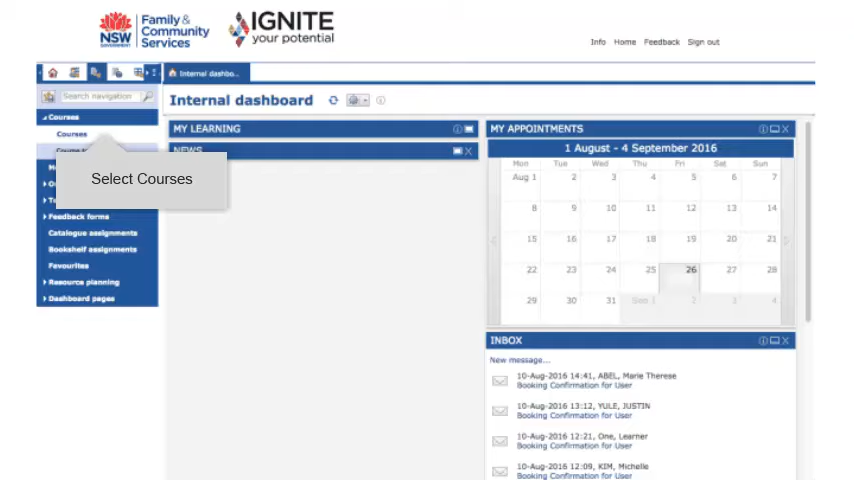 NSW
GOVERNMENT
Family &
Community
Services
IGNITE
your potential
Info Home Feedback Sign out
Internal dashbo...
Search navigation
Internal dashboard
Courses
Courses
Select Courses
Feedback forms
Catalogue assignments
Bookshelf assignments
Favourites
Resource planning
Dashboard pages
MY LEARNING
NEWS
MY APPOINTMENTS
1 August - 4 September 2016
Mon Tue Wed Thu Fri Sat Sun
Aug 1 2 3 4 5 6 7
8 9 10 11 12 13 14
15 16 17 18 19 20 21
22 23 24 25 26 27 28
29 30 31 Sep 1 2 3 4
INBOX
New message...
10-Aug-2016 14:41, ABEL, Marie Therese
Booking Confirmation for User
10-Aug-2016 13:12, YULE, JUSTIN
Booking Confirmation for User
10-Aug-2016 12:21, One, Learner
Booking Confirmation for User
10-Aug-2016 12:09, KIM, Michelle
Booking Confirmation for User